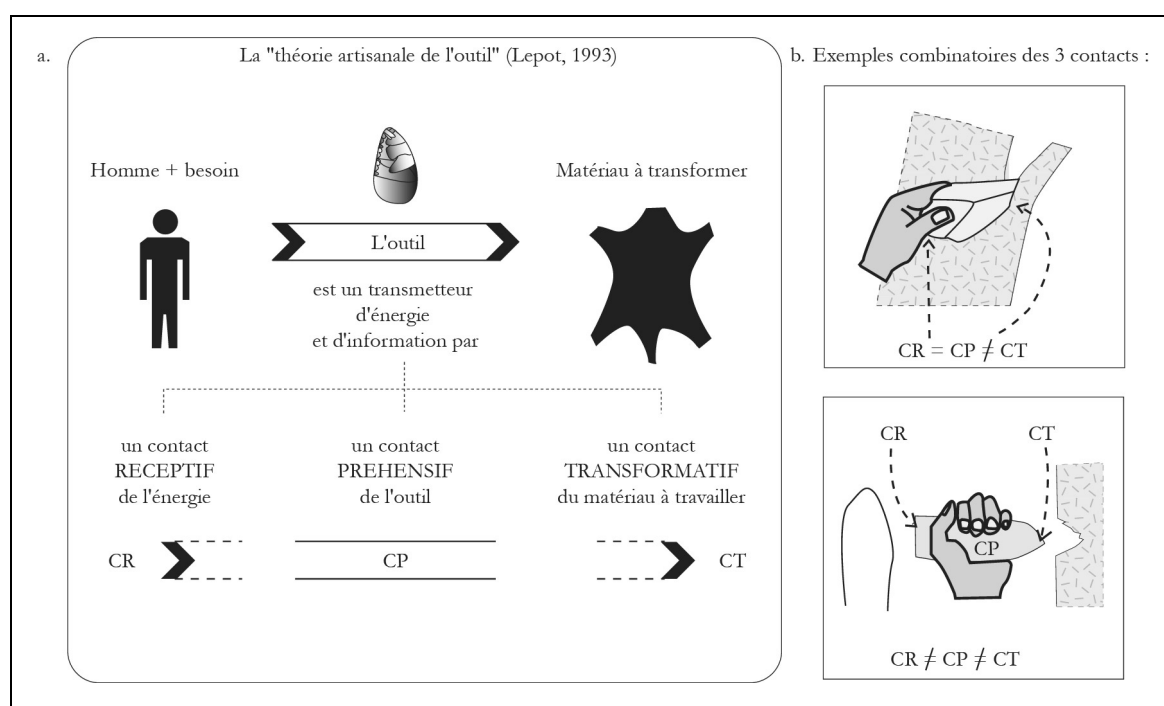 a.
La "théorie artisanale de l'outil" (Lepot, 1993)
Homme + besoin
Matériau à transformer
L'outil
est un transmetteur
d'énergie
et d'information par
un contact
RECEPTIF
de l'énergie
un contact
PREHENSIF
de l'outil
un contact
TRANSFORMATIF
du matériau à travailler
CR
CP
CT
b. Exemples combinatoires des 3 contacts :
CR = CP ≠ CT
CR
CT
CP
CR ≠ CP ≠ CT